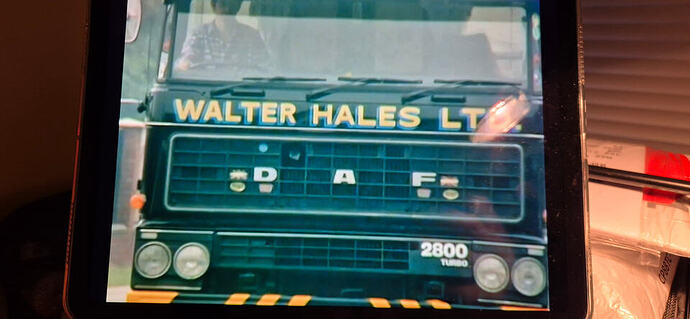 WALTER HALES LTD.
D A F
2800
TURBO